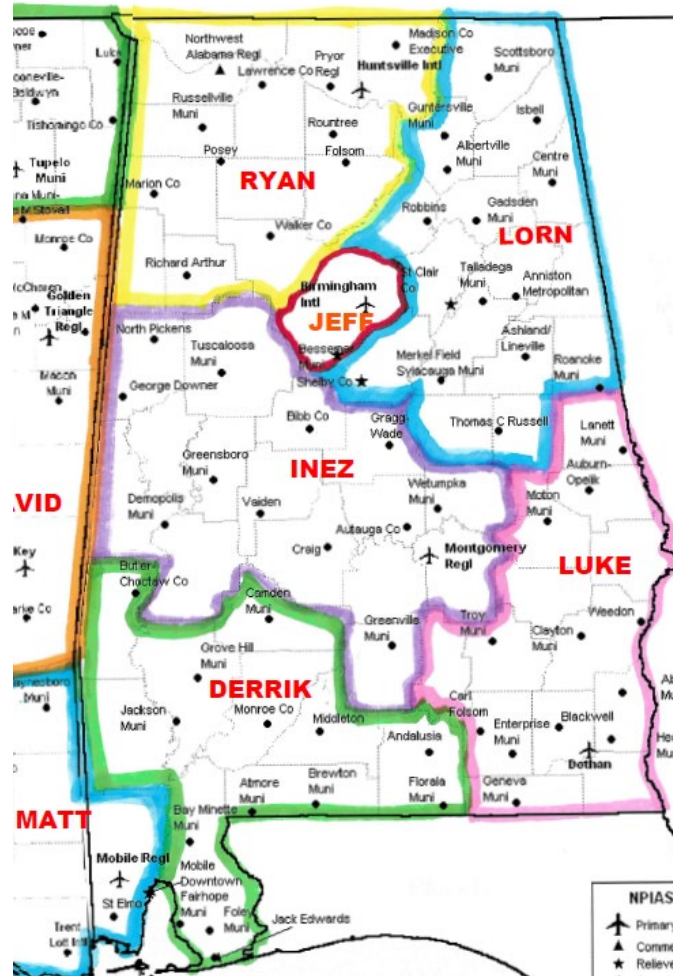 Luka
Northwest
Alabama Regl
Lawrence Co
Pryor
Regl
Madison Co
Executive
Huntsville Intl
Scottsboro
Muni
Tishomingo Co
Tupelo
Muni
Russellville
Muni
Rountree
Folsom
Guntersville
Muni
Isbell
Albertville
Muni
Centre
Muni
Posey
RYAN
Marion Co
Monroe Co
Walker Co
Richard Arthur
Robbins
Gadsden
Muni
LORN
Golden
Triangle
Regl
Birmingham
Intl
JEFF
St Clair
Co
Talladega
Muni
Anniston
Metropolitan
North Pickens
Macon Muni
Tuscaloosa
Muni
Bessemer
Muni
Shelby Co
Merkel Field
Sylacauga Muni
Ashland/
Lineville
Roanoke
Muni
George Downer
Bibb Co
Gragg-
Wade
Thomas C Russell
Lanett
Muni
Greensboro
Muni
INEZ
Auburn-
Opelik
VID
Demopolis
Muni
Vaiden
Wetumpka
Muni
Moton
Muni
Key
Craig
Autauga Co
Montgomery
Regl
LUKE
Butler-
Choctaw Co
Camden
Muni
Greenville
Muni
Troy
Muni
Weedon
Clayton
Muni
Grove Hill
Muni
DERRIK
Jackson
Muni
Monroe Co
Middleton
Andalusia
Carl
Folsom
Enterprise
Muni
Blackwell
Dothan
Atmore
Muni
Brewton
Muni
Florala
Muni
Geneva
Muni
MATT
Bay Minette
Muni
Mobile Regl
Mobile
Downtown
Fairhope
Muni
St Elmo
Foley
Muni
Jack Edwards
Trent
Lott Intl
NPIAS
Primary
Comme
Relieve